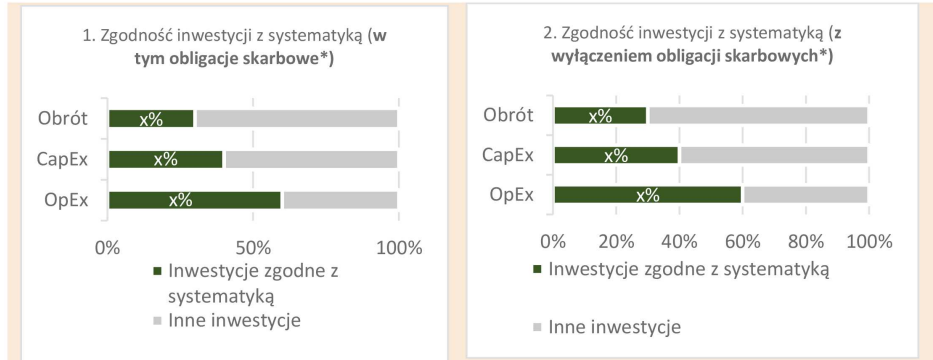 1. Zgodność inwestycji z systematyką (w
tym obligacje skarbowe*)
Obrót x%
CapEx x%
OpEx x%
0% 50% 100%
Inwestycje zgodne z
systematyką
Inne inwestycje
2. Zgodność inwestycji z systematyką (z
wyłączeniem obligacji skarbowych*)
Obrót x%
CapEx x%
OpEx x%
0% 20% 40% 60% 80% 100%
Inwestycje zgodne z systematyką
Inne inwestycje